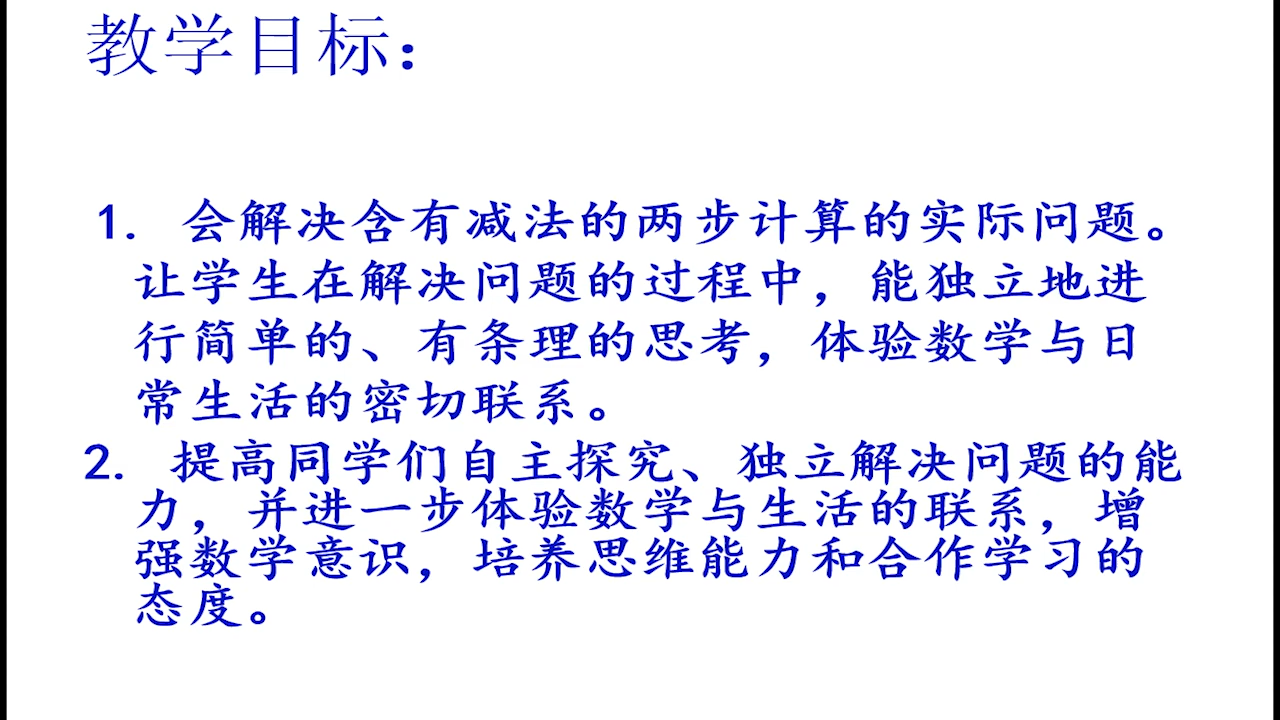 教学目标：
1. 会解决含有减法的两步计算的实际问题。
让学生在解决问题的过程中，能独立地进
行简单的、有条理的思考，体验数学与日
常生活的密切联系。
2. 提高同学们自主探究、独立解决问题的能
力，并进一步体验数学与生活的联系，增
强数学意识，培养思维能力和合作学习的
态度。